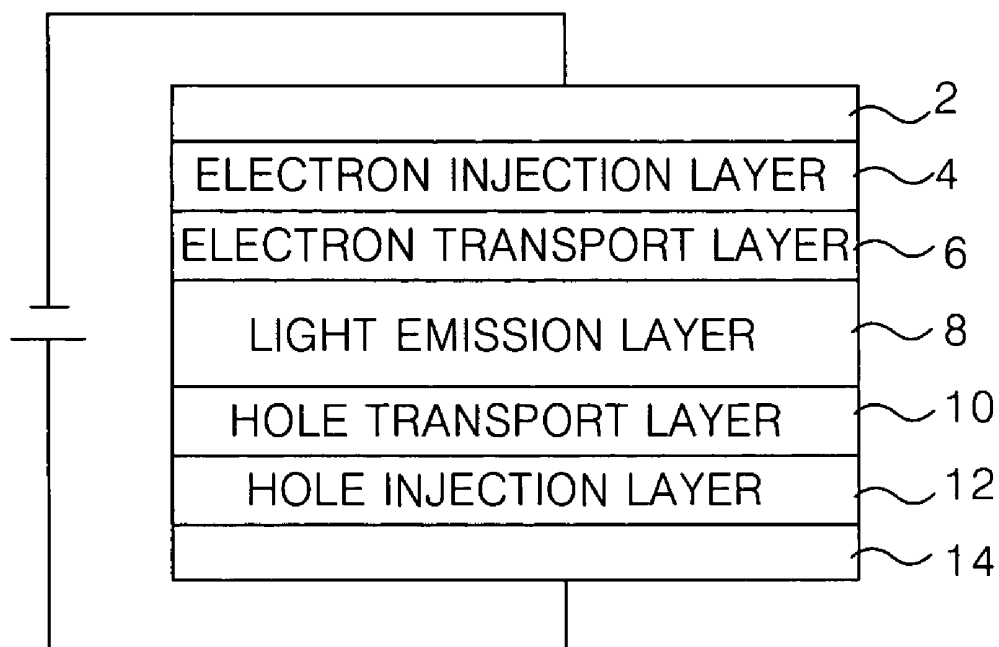 2
ELECTRON INJECTION LAYER 4
ELECTRON TRANSPORT LAYER 6
LIGHT EMISSION LAYER 8
HOLE TRANSPORT LAYER 10
HOLE INJECTION LAYER 12
14